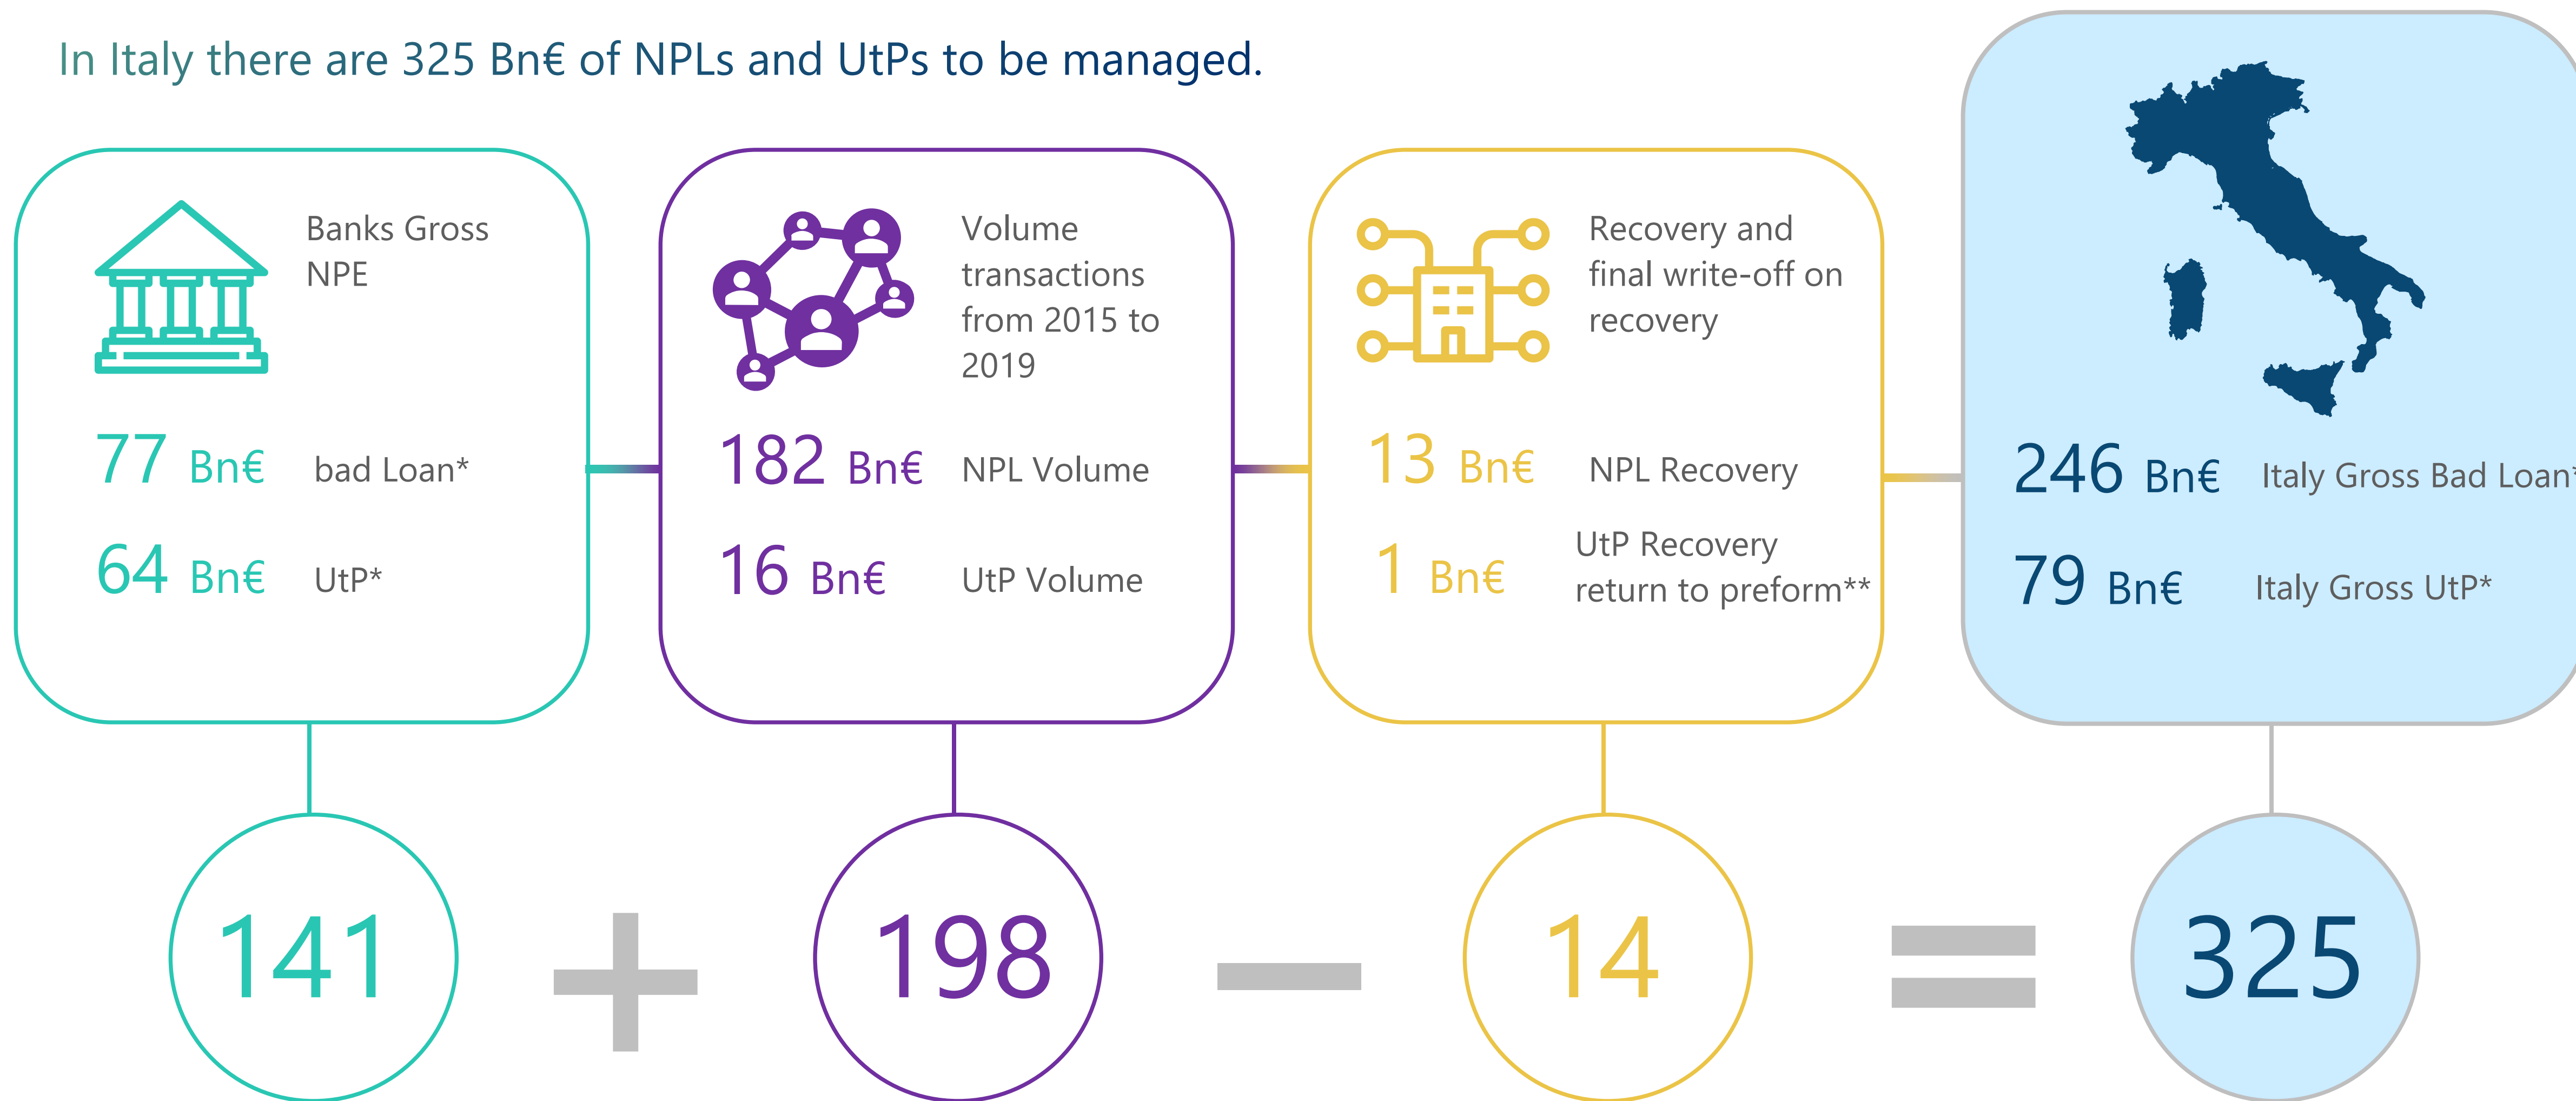 In Italy there are 325 Bn€ of NPLs and UtPs to be managed.
Banks Gross
NPE
77 Bn€ bad Loan*
64 Bn€ UtP*
Volume
transactions
from 2015 to
2019
182 Bn€ NPL Volume
16 Bn€ UtP Volume
Recovery and
final write-off on
recovery
13 Bn€ NPL Recovery
1 Bn€ UtP Recovery
return to preform**
246 Bn€ Italy Gross Bad Loan*
79 Bn€ Italy Gross UtP*
141 + 198 − 14 = 325